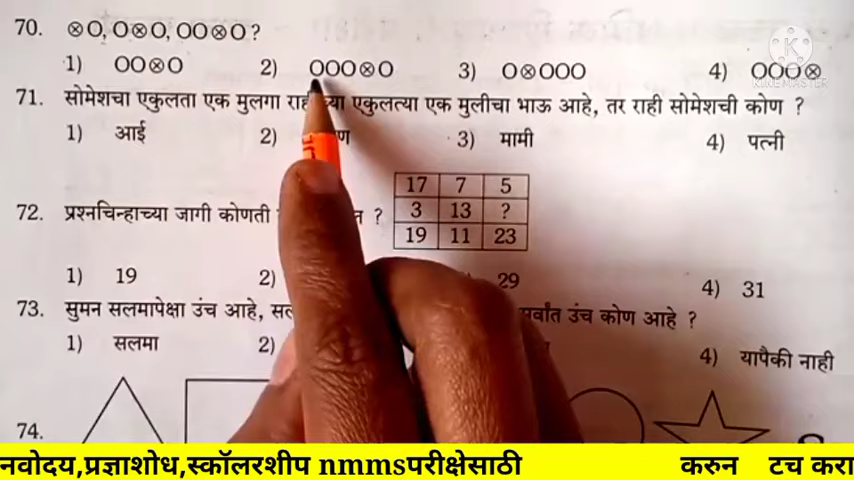 70. ⊗O, O⊗O, OO⊗O?
1) OO⊗O 2) OOO⊗O 3) O⊗OOO 4) OOO⊗
71. सोमेशचा एकुलता एक मुलगा एकुलत्या एक मुलीचा भाऊ आहे, तर राही सोमेशची कोण ?
1) आई 2) 3) मामी 4) पत्नी
17 7 5
72. प्रश्नचिन्हाच्या जागी कोणती ? 3 13 ?
19 11 23
1) 19 2) 29 4) 31
73. सुमन सलमापेक्षा उंच आहे, सर्वांत उंच कोण आहे ?
1) सलमा 2) 4) यापैकी नाही
74.
KINEMASTER
नवोदय,प्रज्ञाशोध,स्कॉलरशीप nmmsपरीक्षेसाठी करुन टच करा